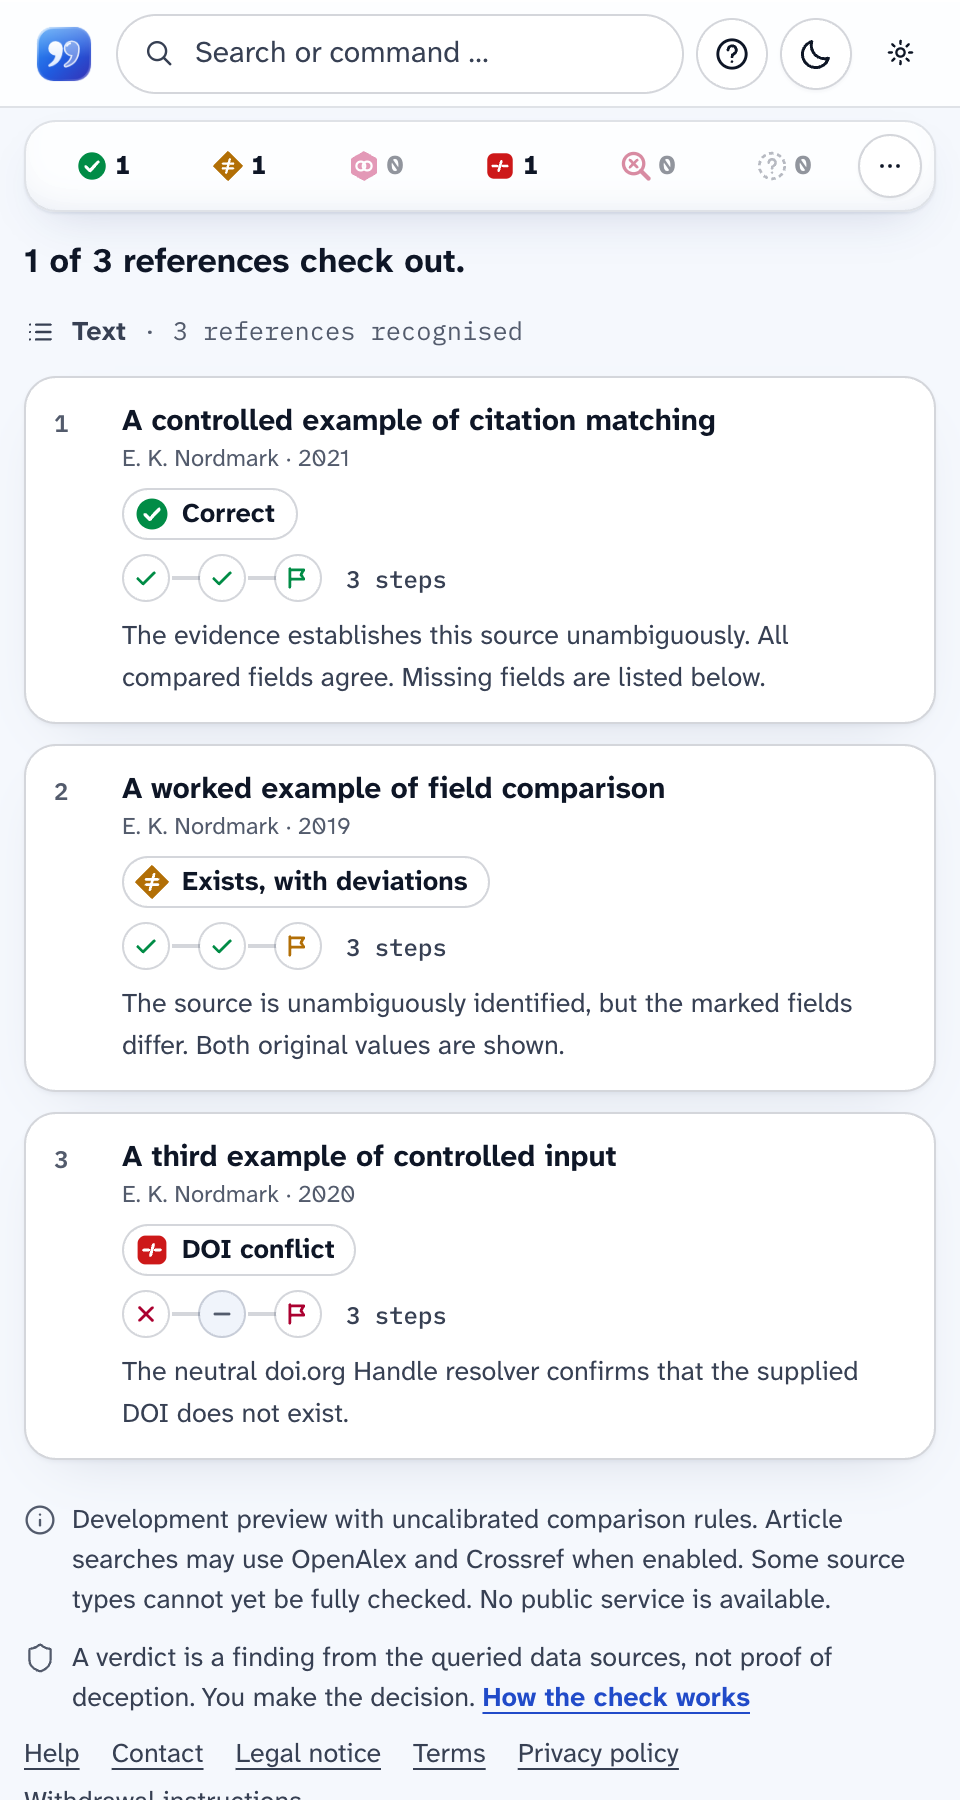 Search or command ...
1 1 0 1 0 0
1 of 3 references check out.
Text · 3 references recognised
1
A controlled example of citation matching
E. K. Nordmark · 2021
Correct
3 steps
The evidence establishes this source unambiguously. All
compared fields agree. Missing fields are listed below.
2
A worked example of field comparison
E. K. Nordmark · 2019
Exists, with deviations
3 steps
The source is unambiguously identified, but the marked fields
differ. Both original values are shown.
3
A third example of controlled input
E. K. Nordmark · 2020
DOI conflict
3 steps
The neutral doi.org Handle resolver confirms that the supplied
DOI does not exist.
Development preview with uncalibrated comparison rules. Article
searches may use OpenAlex and Crossref when enabled. Some source
types cannot yet be fully checked. No public service is available.
A verdict is a finding from the queried data sources, not proof of
deception. You make the decision. How the check works
Help Contact Legal notice Terms Privacy policy
Withdrawal instructions